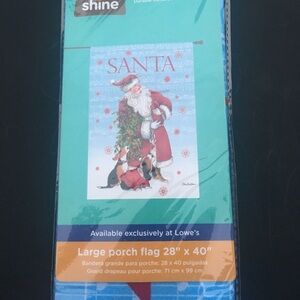 shine
SANTA
Available exclusively at Lowe's
Large porch flag 28" x 40"
Bandera grande para porche: 28 x 40 pulgadas
Grand drapeau pour porche: 71 cm x 99 cm